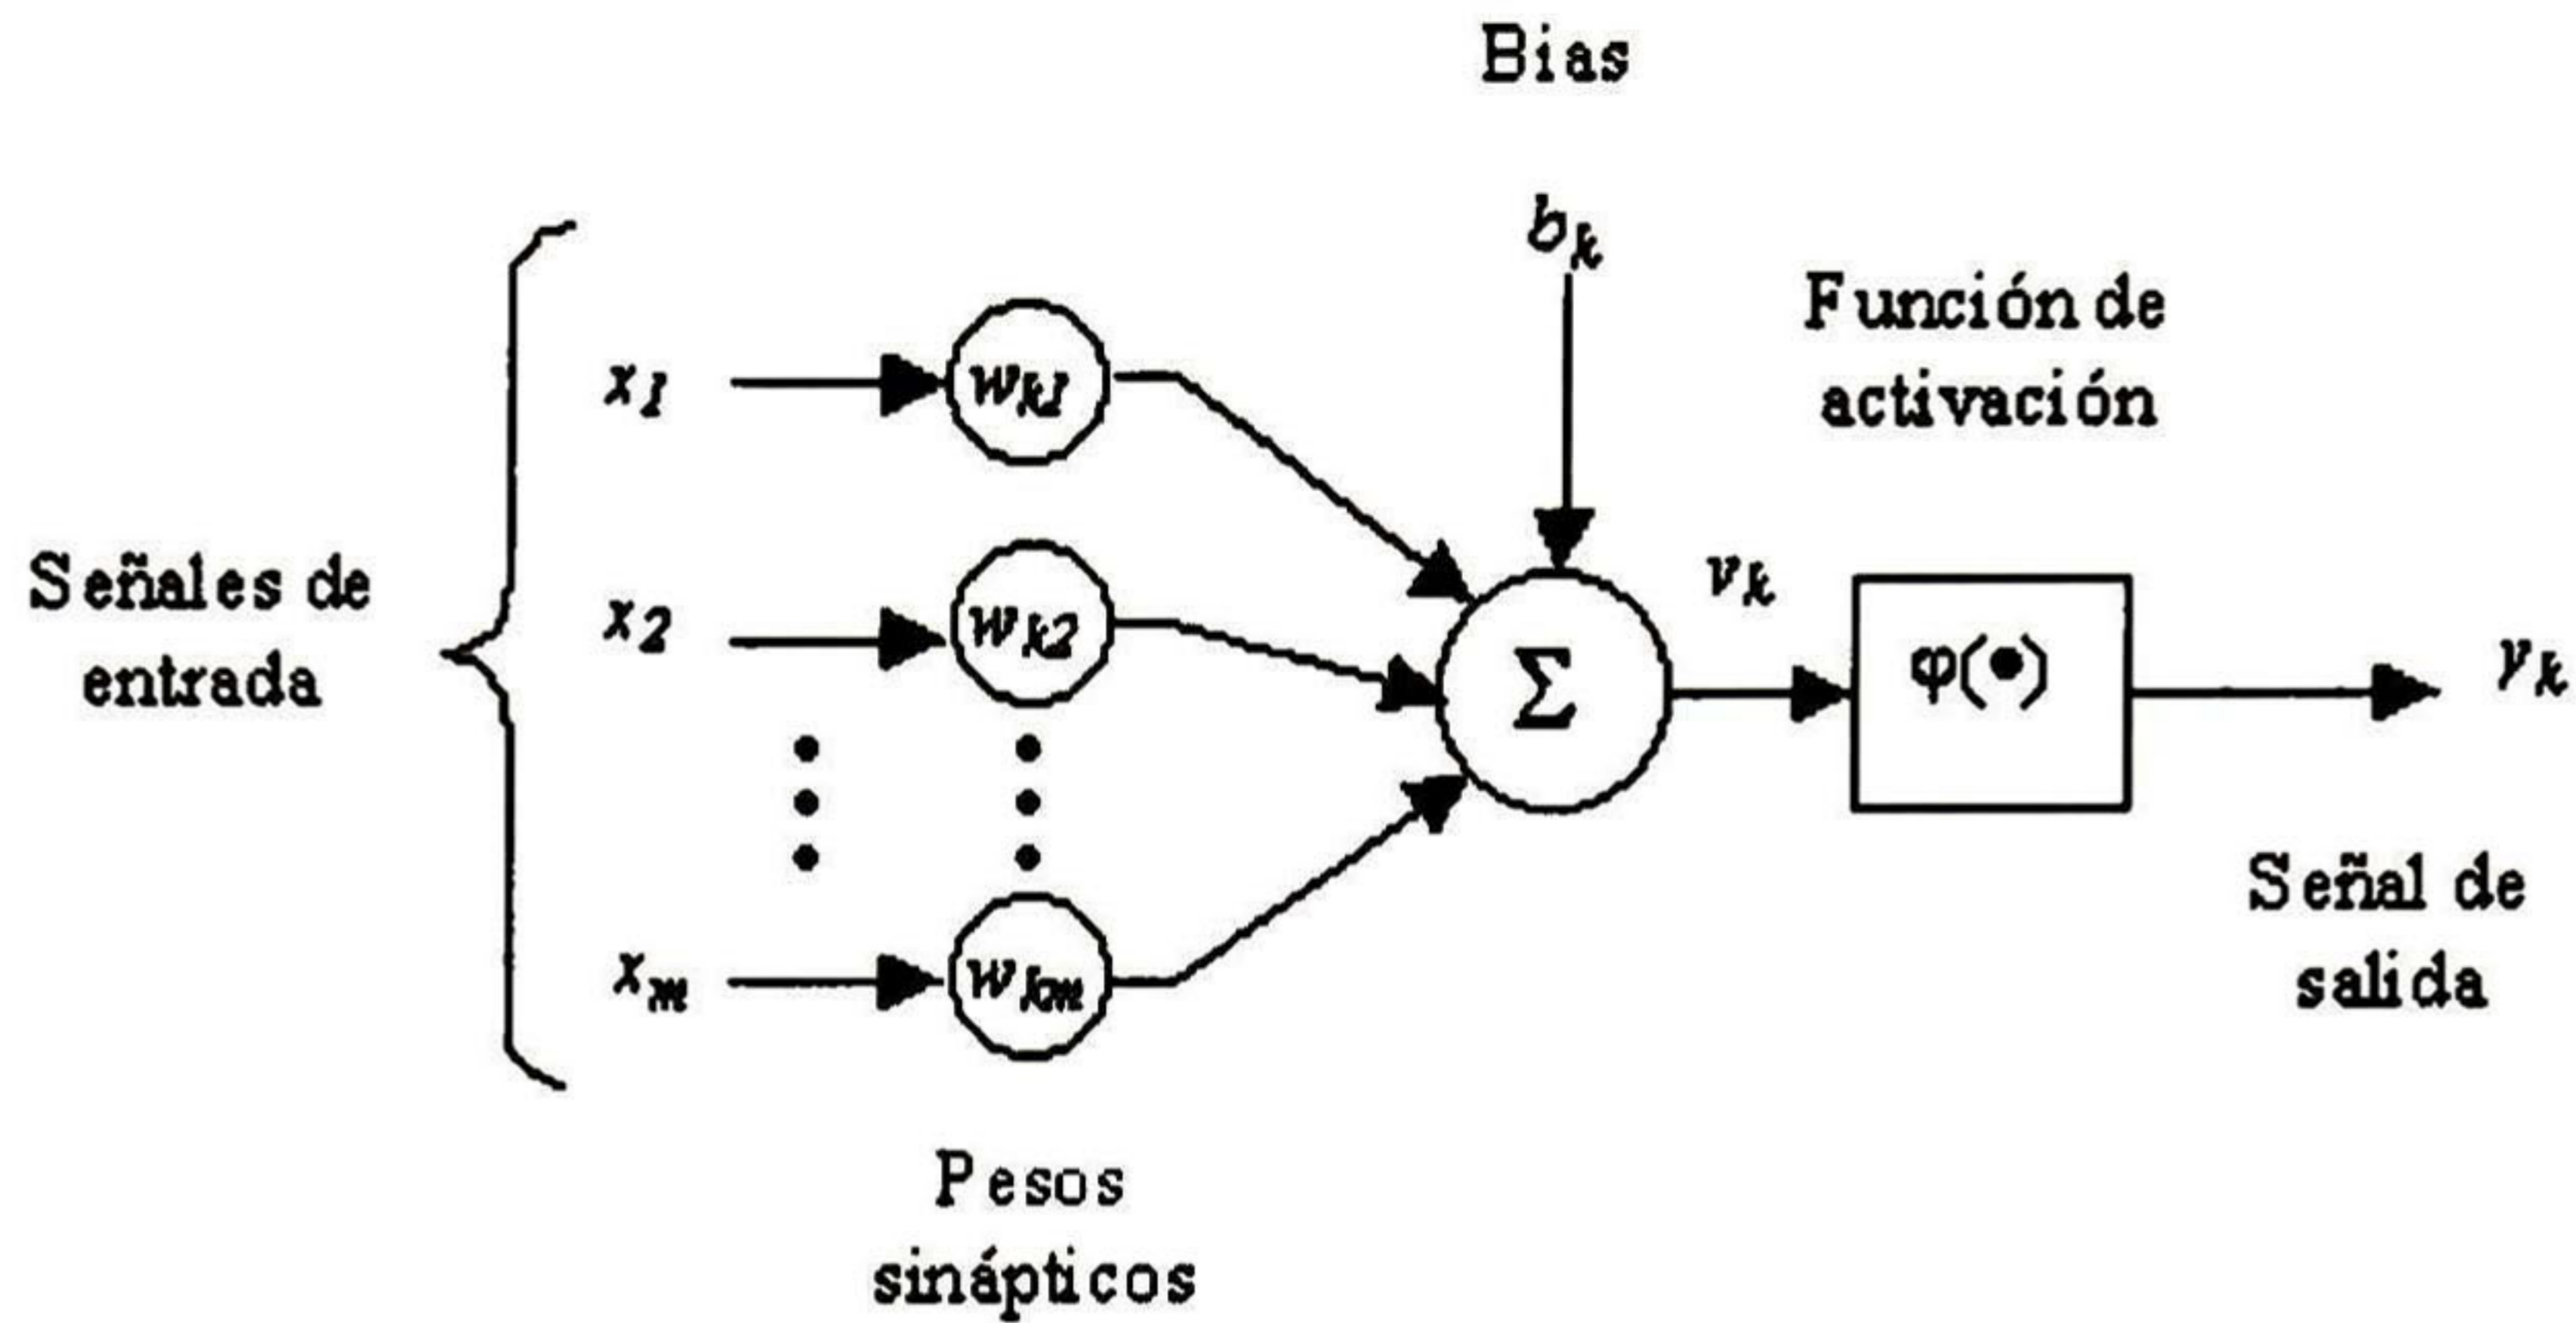 Bias
b_k
Función de
activación
Señales de
entrada
x_1
w_k1
x_2
w_k2
x_m
w_km
Σ
v_k
φ(•)
y_k
Señal de
salida
Pesos
sinápticos